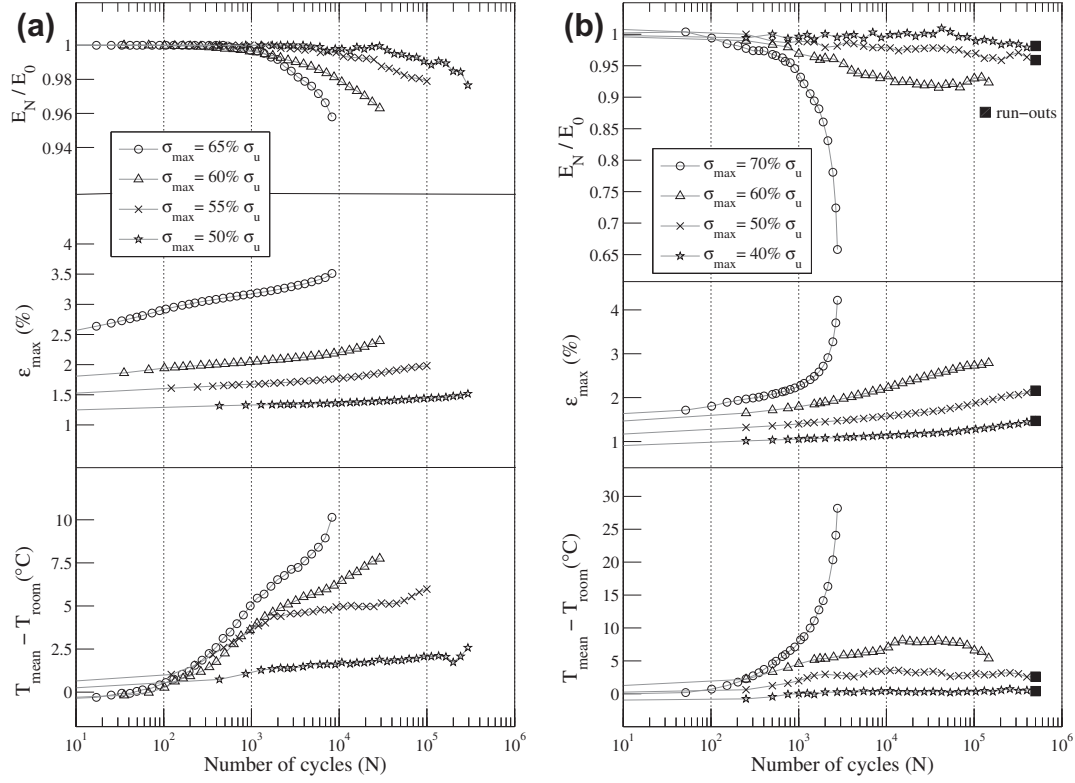 (a)
E_N / E_0
1
0.98
0.96
0.94
σ_max = 65% σ_u
σ_max = 60% σ_u
σ_max = 55% σ_u
σ_max = 50% σ_u
ε_max (%)
4
3.5
3
2.5
2
1.5
1
T_mean − T_room (°C)
10
7.5
5
2.5
0
10^1
10^2
10^3
10^4
10^5
10^6
Number of cycles (N)
(b)
E_N / E_0
1
0.95
0.9
0.85
0.8
0.75
0.7
0.65
run−outs
σ_max = 70% σ_u
σ_max = 60% σ_u
σ_max = 50% σ_u
σ_max = 40% σ_u
ε_max (%)
4
3
2
1
T_mean − T_room (°C)
30
25
20
15
10
5
0
10^1
10^2
10^3
10^4
10^5
10^6
Number of cycles (N)